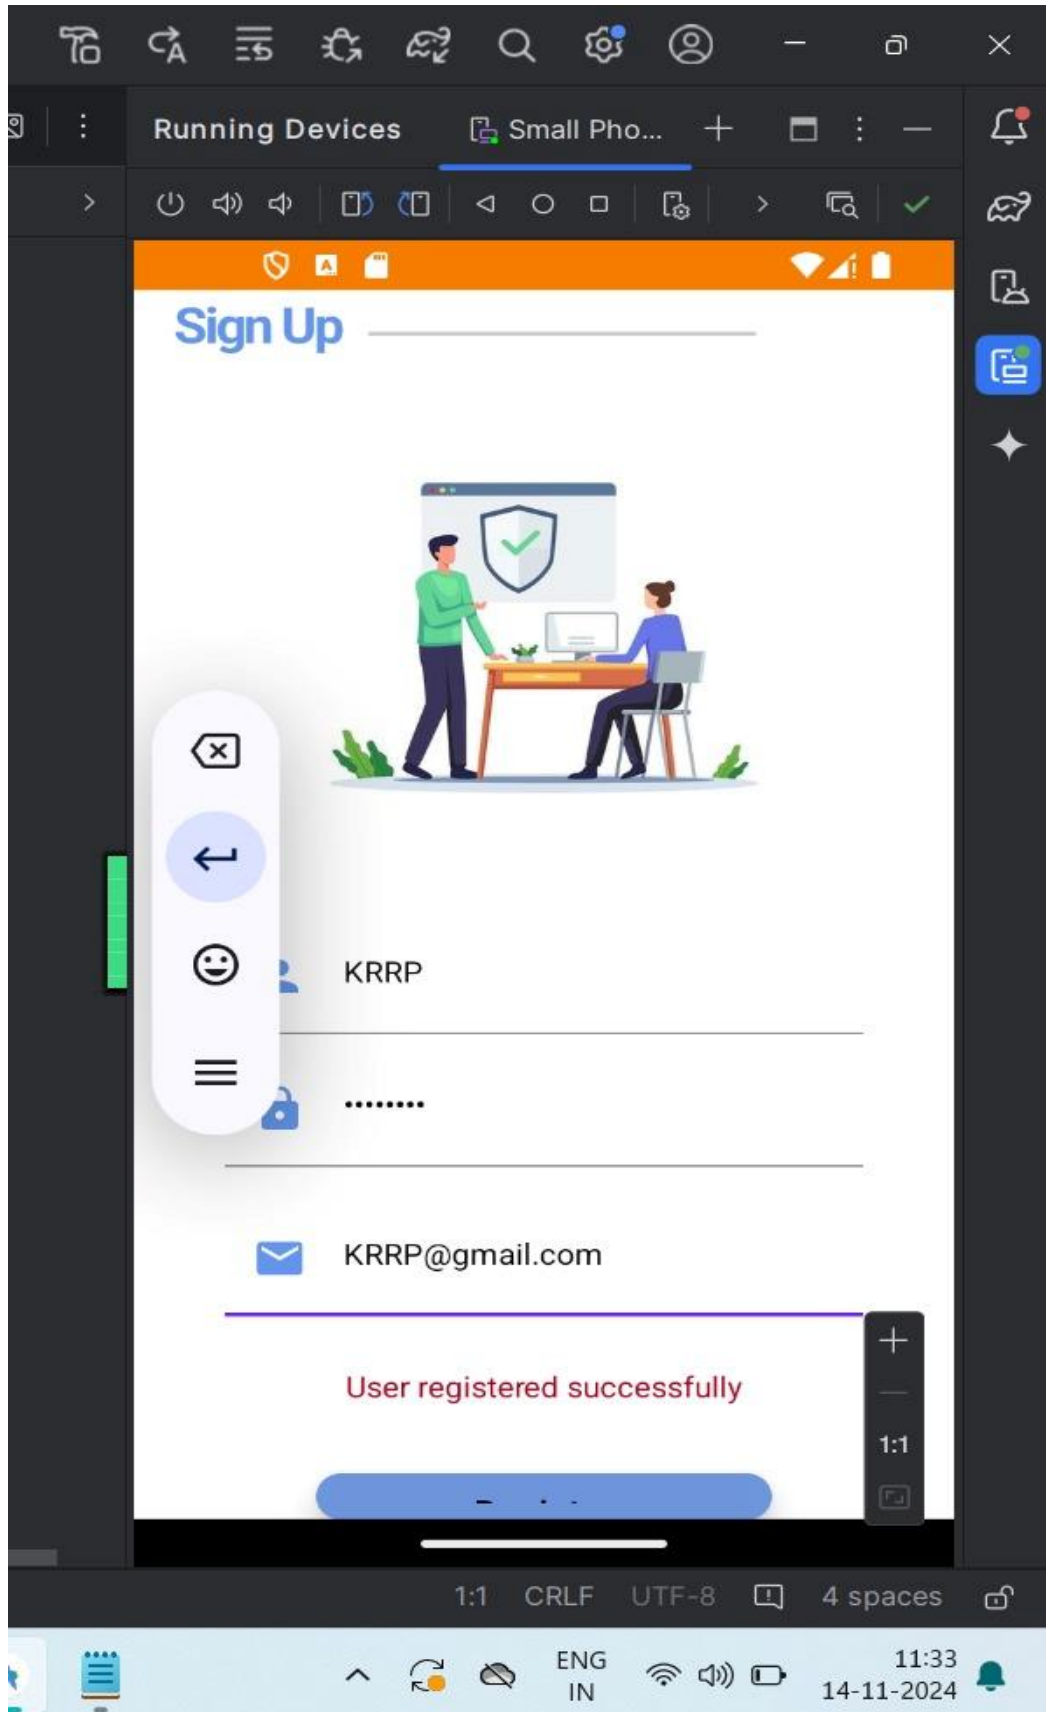 Running Devices Small Pho...
Sign Up
KRRP
••••••••
KRRP@gmail.com
User registered successfully
1:1
1:1 CRLF UTF-8 4 spaces
ENG
IN
11:33
14-11-2024